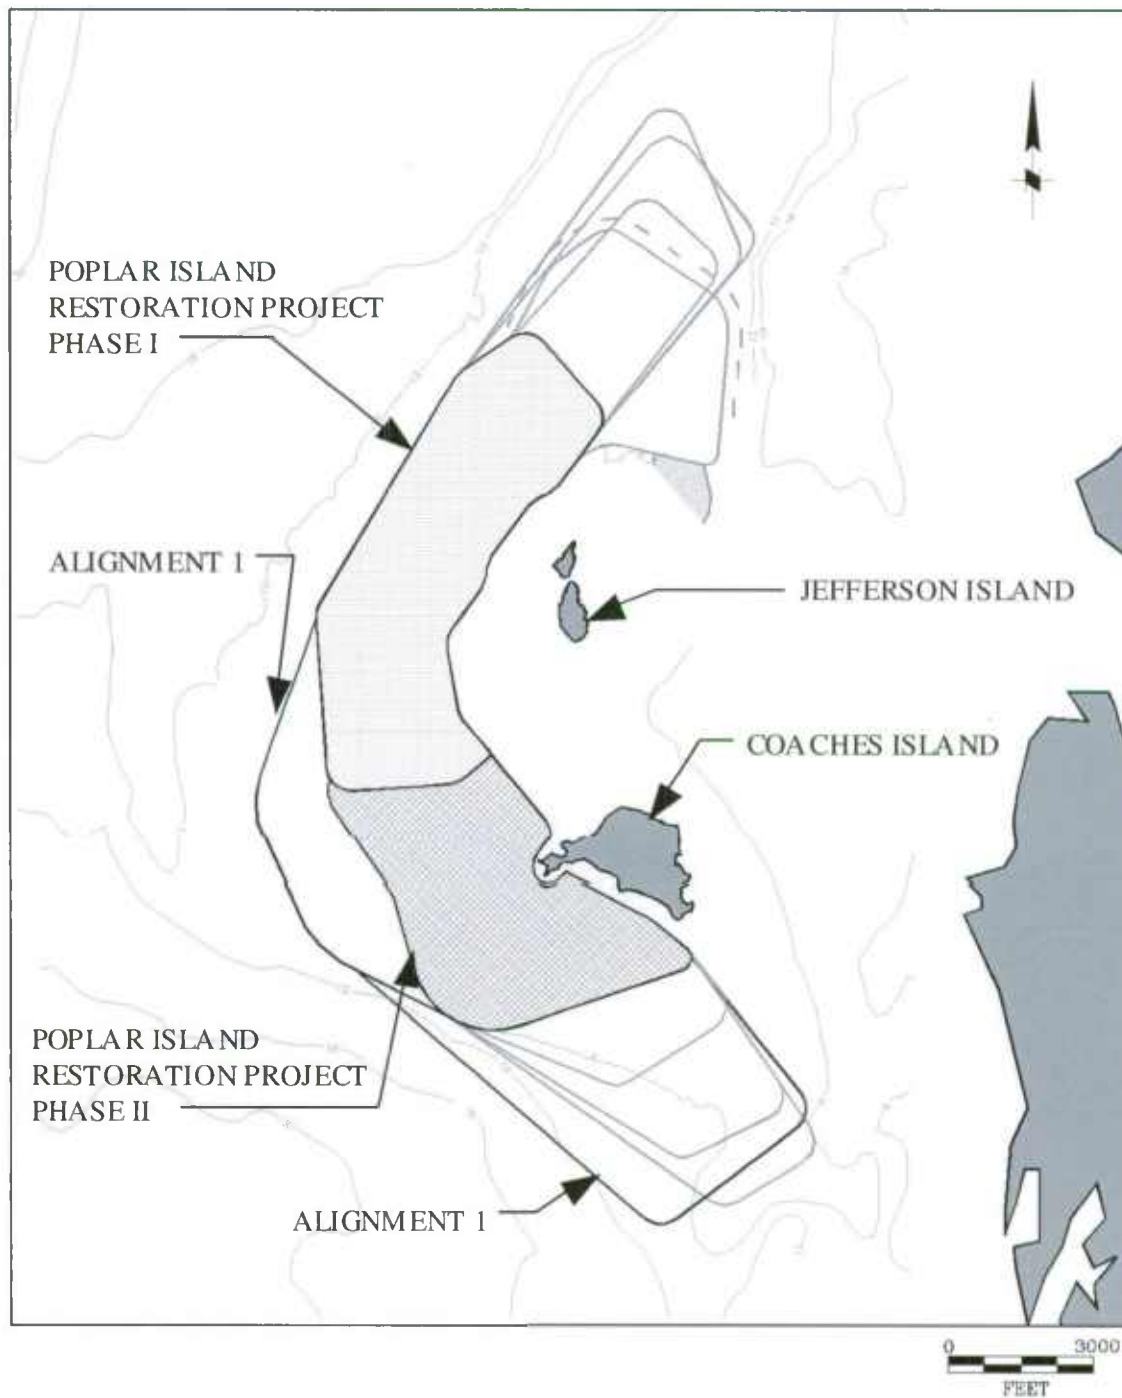 POPLAR ISLAND
RESTORATION PROJECT
PHASE I
ALIGNMENT 1
JEFFERSON ISLAND
COACHES ISLAND
POPLAR ISLAND
RESTORATION PROJECT
PHASE II
ALIGNMENT 1
0 3000
FEET